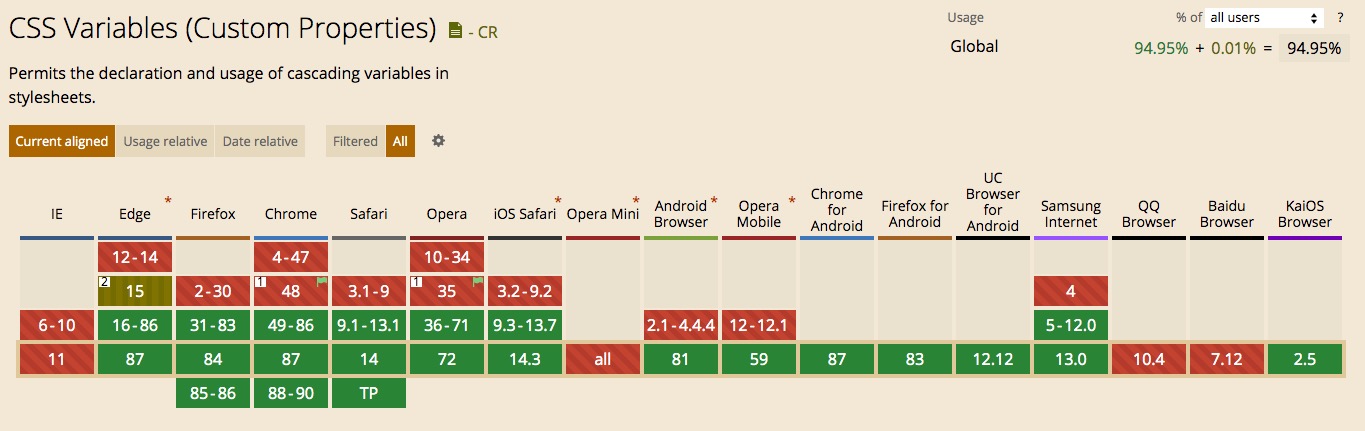 CSS Variables (Custom Properties) - CR
Usage % of all users ?
Global 94.95% + 0.01% = 94.95%
Permits the declaration and usage of cascading variables in
stylesheets.
Current aligned Usage relative Date relative Filtered All
IE Edge * Firefox Chrome Safari Opera iOS Safari * Opera Mini * Android Browser * Opera Mobile * Chrome for Android Firefox for Android UC Browser for Android Samsung Internet QQ Browser Baidu Browser KaiOS Browser
12-14 4-47 10-34
2 15 2-30 1 48 3.1-9 1 35 3.2-9.2 4
6-10 16-86 31-83 49-86 9.1-13.1 36-71 9.3-13.7 2.1-4.4.4 12-12.1 5-12.0
11 87 84 87 14 72 14.3 all 81 59 87 83 12.12 13.0 10.4 7.12 2.5
85-86 88-90 TP